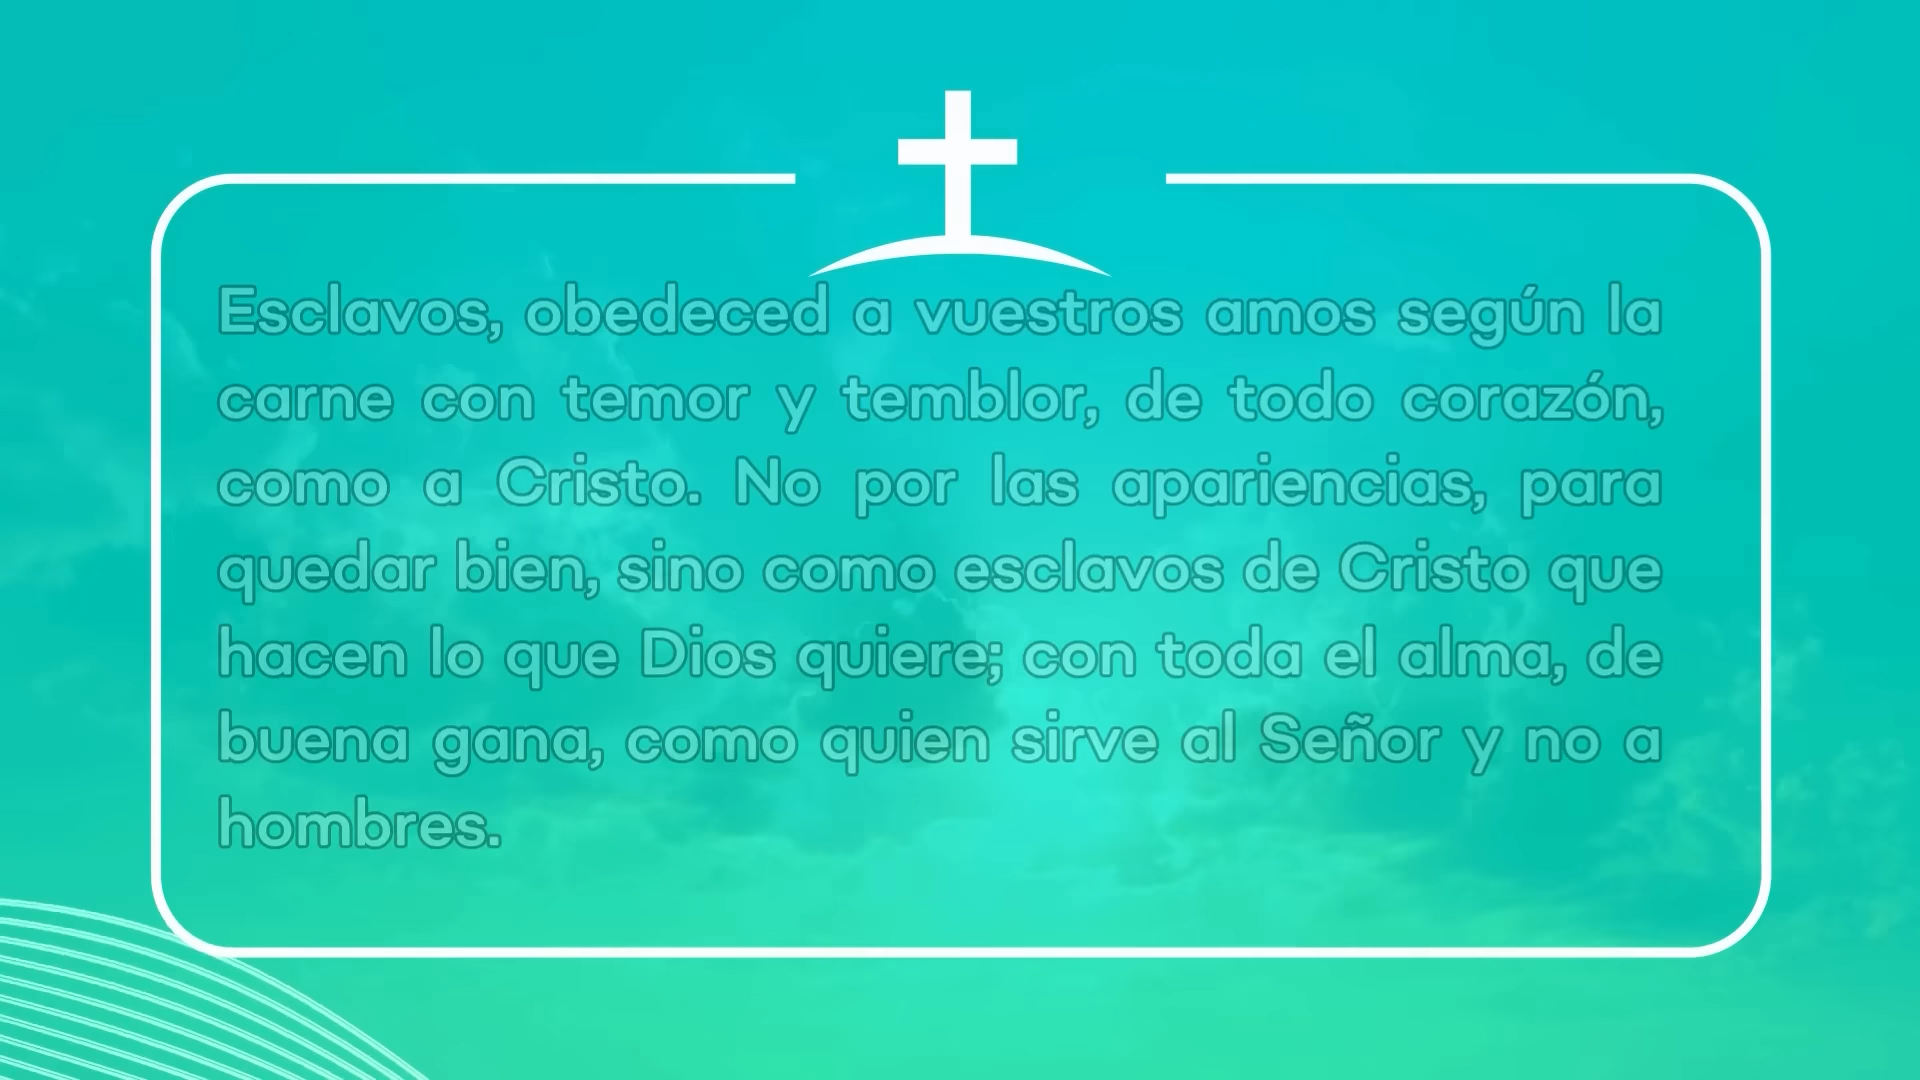 Esclavos, obedeced a vuestros amos según la
carne con temor y temblor, de todo corazón,
como a Cristo. No por las apariencias, para
quedar bien, sino como esclavos de Cristo que
hacen lo que Dios quiere; con toda el alma, de
buena gana, como quien sirve al Señor y no a
hombres.